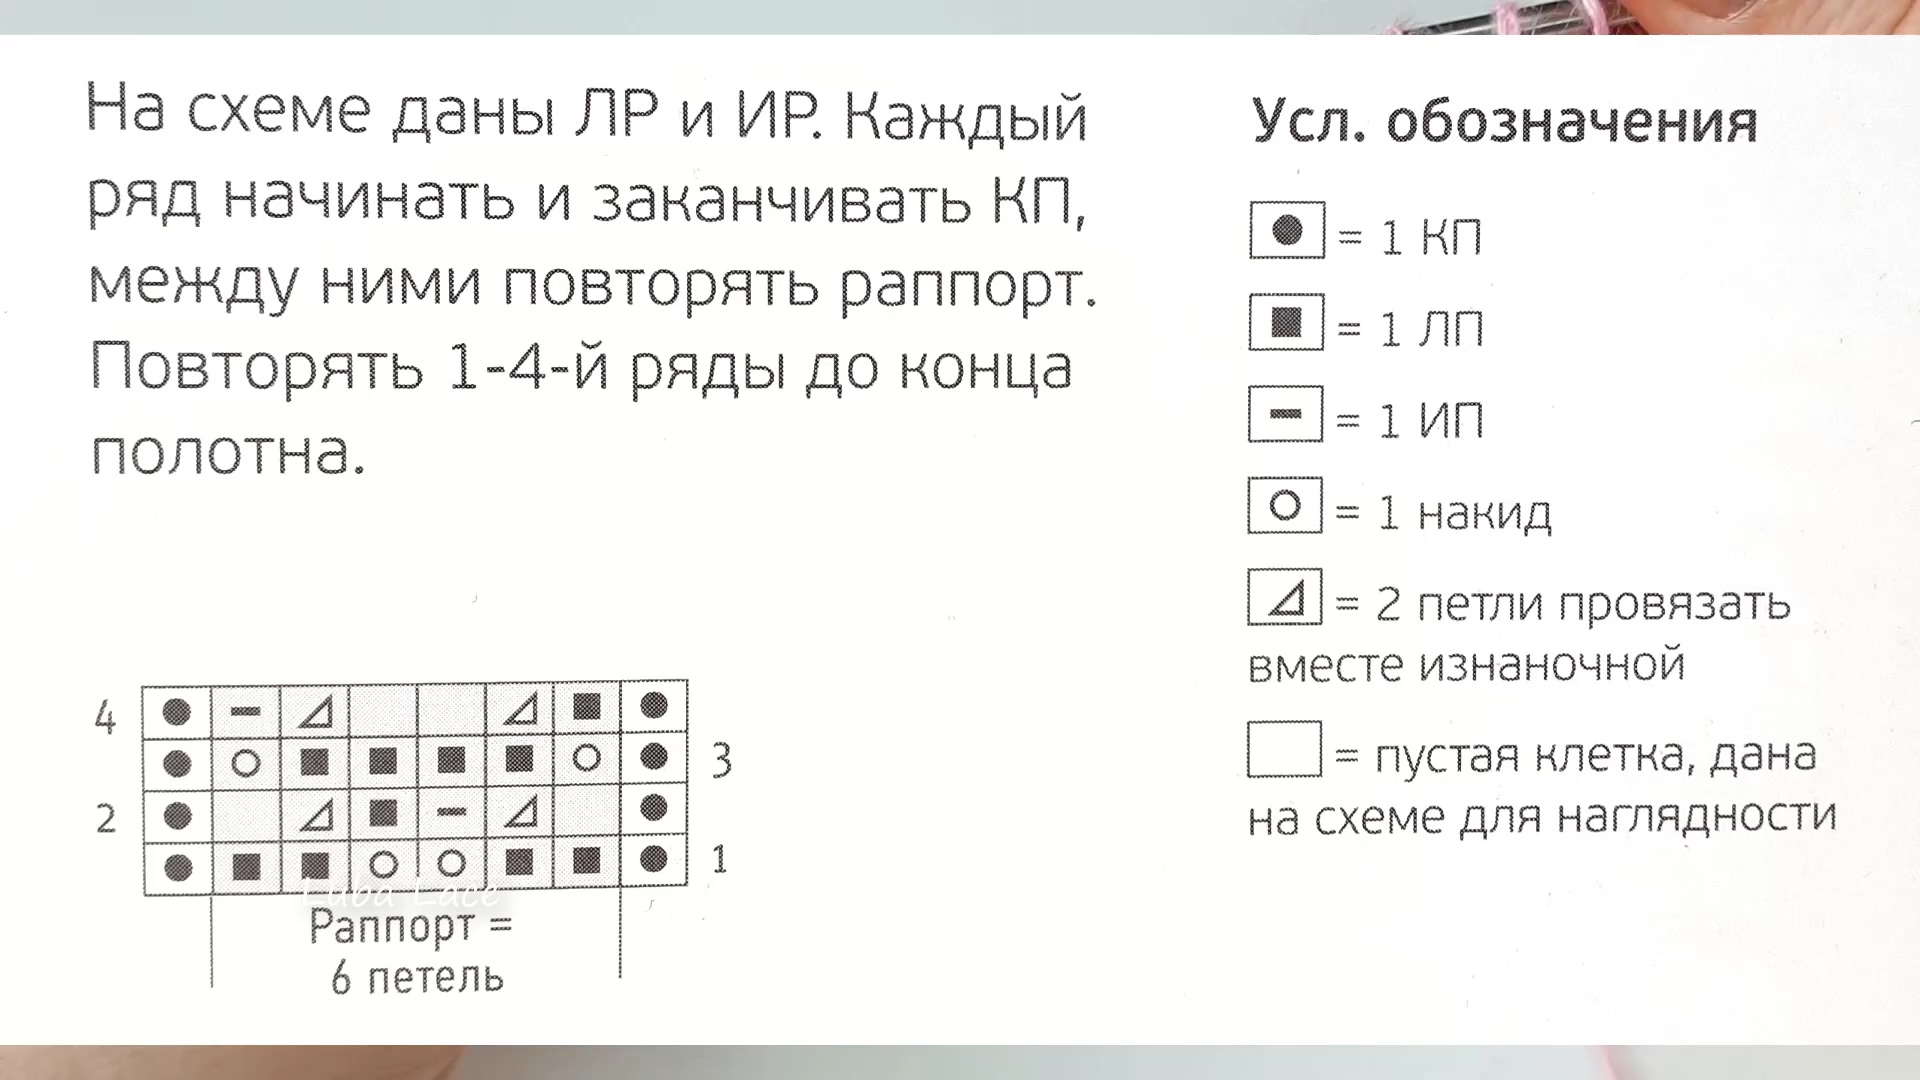 На схеме даны ЛР и ИР. Каждый
ряд начинать и заканчивать КП,
между ними повторять раппорт.
Повторять 1-4-й ряды до конца
полотна.
Усл. обозначения
= 1 КП
= 1 ЛП
= 1 ИП
= 1 накид
= 2 петли провязать
вместе изнаночной
= пустая клетка, дана
на схеме для наглядности
4
3
2
1
Luba Lace
Раппорт =
6 петель